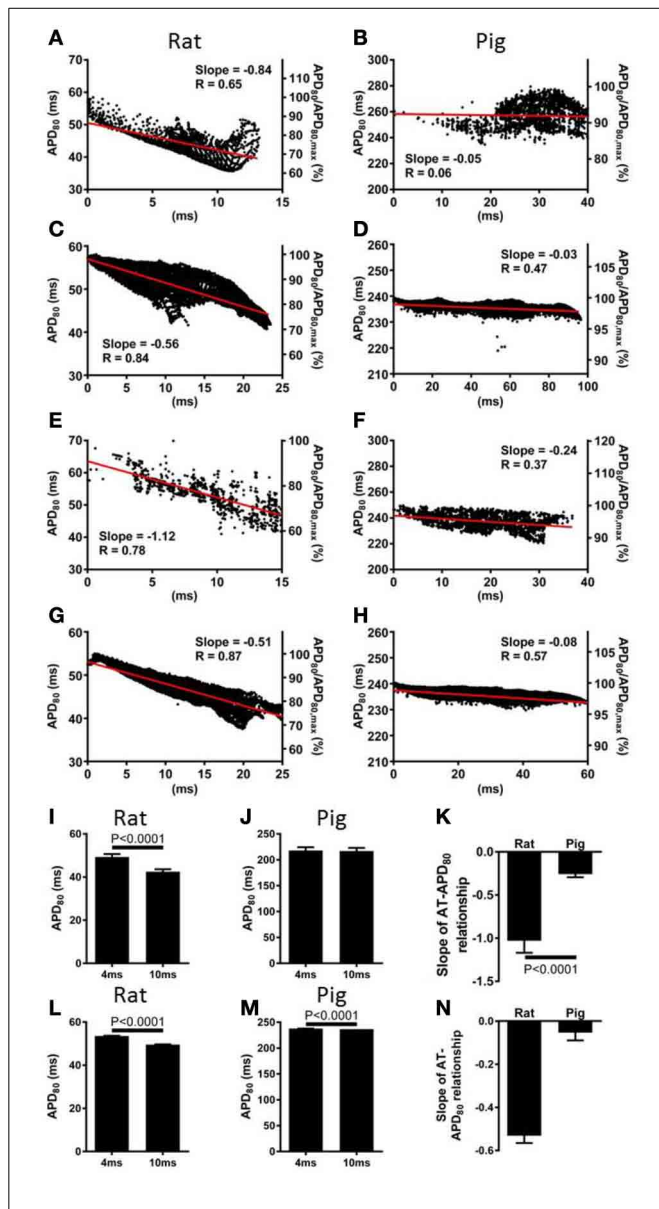 A Rat
APD80 (ms)
70
60
50
40
30
0 5 10 15
(ms)
Slope = -0.84
R = 0.65
110
100
90
80
70
60
APD80/APD80,max (%)
B Pig
APD80 (ms)
300
280
260
240
220
200
0 10 20 30 40
(ms)
Slope = -0.05
R = 0.06
100
90
80
APD80/APD80,max (%)
C
APD80 (ms)
60
50
40
30
0 5 10 15 20 25
(ms)
Slope = -0.56
R = 0.84
100
90
80
70
60
APD80/APD80,max (%)
D
APD80 (ms)
260
250
240
230
220
210
0 20 40 60 80 100
(ms)
Slope = -0.03
R = 0.47
105
100
95
APD80/APD80,max (%)
E
APD80 (ms)
70
60
50
40
30
0 5 10 15
(ms)
Slope = -1.12
R = 0.78
100
80
60
APD80/APD80,max (%)
F
APD80 (ms)
300
280
260
240
220
200
0 10 20 30 40
(ms)
Slope = -0.24
R = 0.37
120
110
100
90
APD80/APD80,max (%)
G
APD80 (ms)
60
50
40
30
0 5 10 15 20 25
(ms)
Slope = -0.51
R = 0.87
100
90
80
70
60
APD80/APD80,max (%)
H
APD80 (ms)
260
250
240
230
220
210
0 20 40 60
(ms)
Slope = -0.08
R = 0.57
105
100
95
APD80/APD80,max (%)
I Rat
P<0.0001
APD80 (ms)
60
40
20
0
4ms 10ms
J Pig
APD80 (ms)
250
200
150
100
50
0
4ms 10ms
K
Rat Pig
Slope of AT-APD80
relationship
0.0
-0.5
-1.0
-1.5
P<0.0001
L Rat
P<0.0001
APD80 (ms)
60
40
20
0
4ms 10ms
M Pig
P<0.0001
APD80 (ms)
250
200
150
100
50
0
4ms 10ms
N
Rat Pig
Slope of AT-
APD80 relationship
0.0
-0.2
-0.4
-0.6